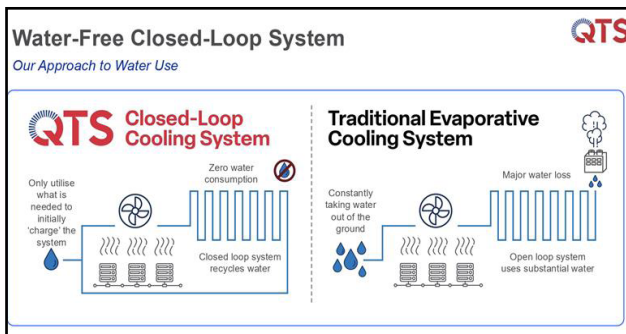 Water-Free Closed-Loop System
QTS
Our Approach to Water Use
QTS Closed-Loop
Cooling System
Zero water
consumption
Only utilise
what is
needed to
initially
'charge' the
system
Closed loop system
recycles water
Traditional Evaporative
Cooling System
Major water loss
Constantly
taking water
out of the
ground
Open loop system
uses substantial water